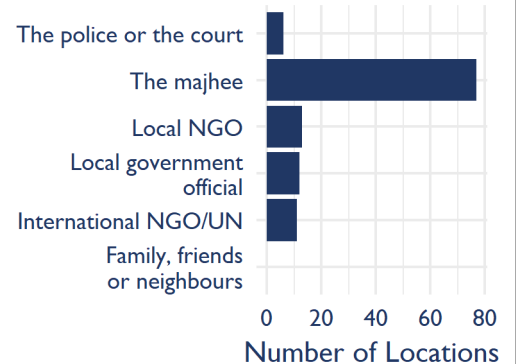 The police or the court
The majhee
Local NGO
Local government
official
International NGO/UN
Family, friends
or neighbours
0 20 40 60 80
Number of Locations